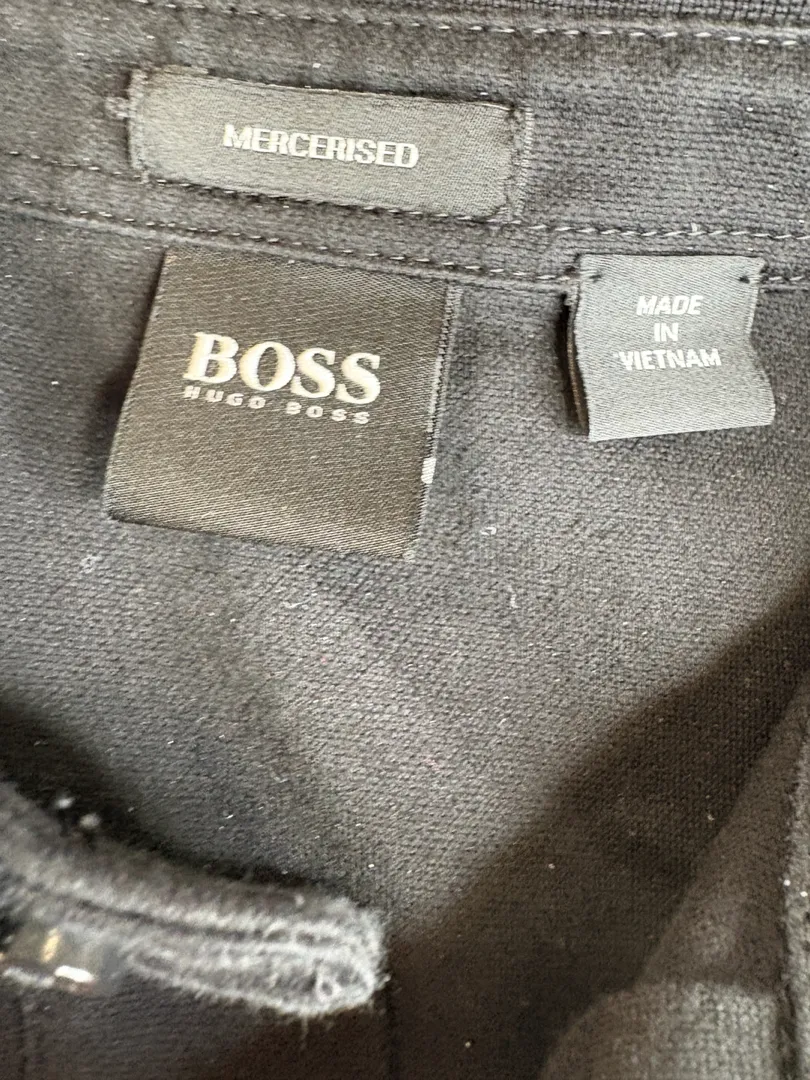 MERCERISED
BOSS
HUGO BOSS
MADE
IN
VIETNAM